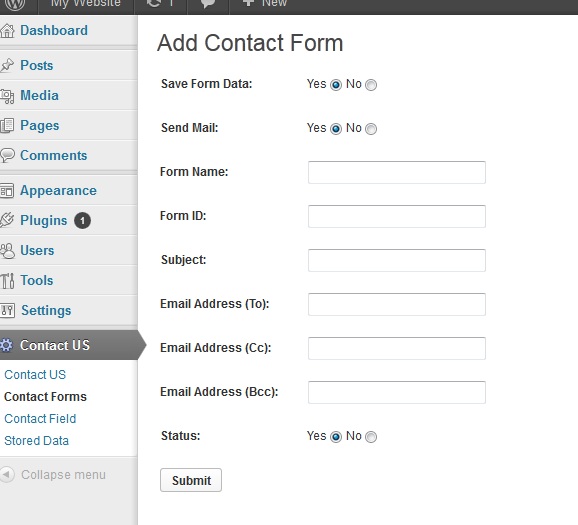 My Website 1 New
Dashboard
Posts
Media
Pages
Comments
Appearance
Plugins 1
Users
Tools
Settings
Contact US
Contact US
Contact Forms
Contact Field
Stored Data
Collapse menu
Add Contact Form
Save Form Data: Yes No
Send Mail: Yes No
Form Name:
Form ID:
Subject:
Email Address (To):
Email Address (Cc):
Email Address (Bcc):
Status: Yes No
Submit